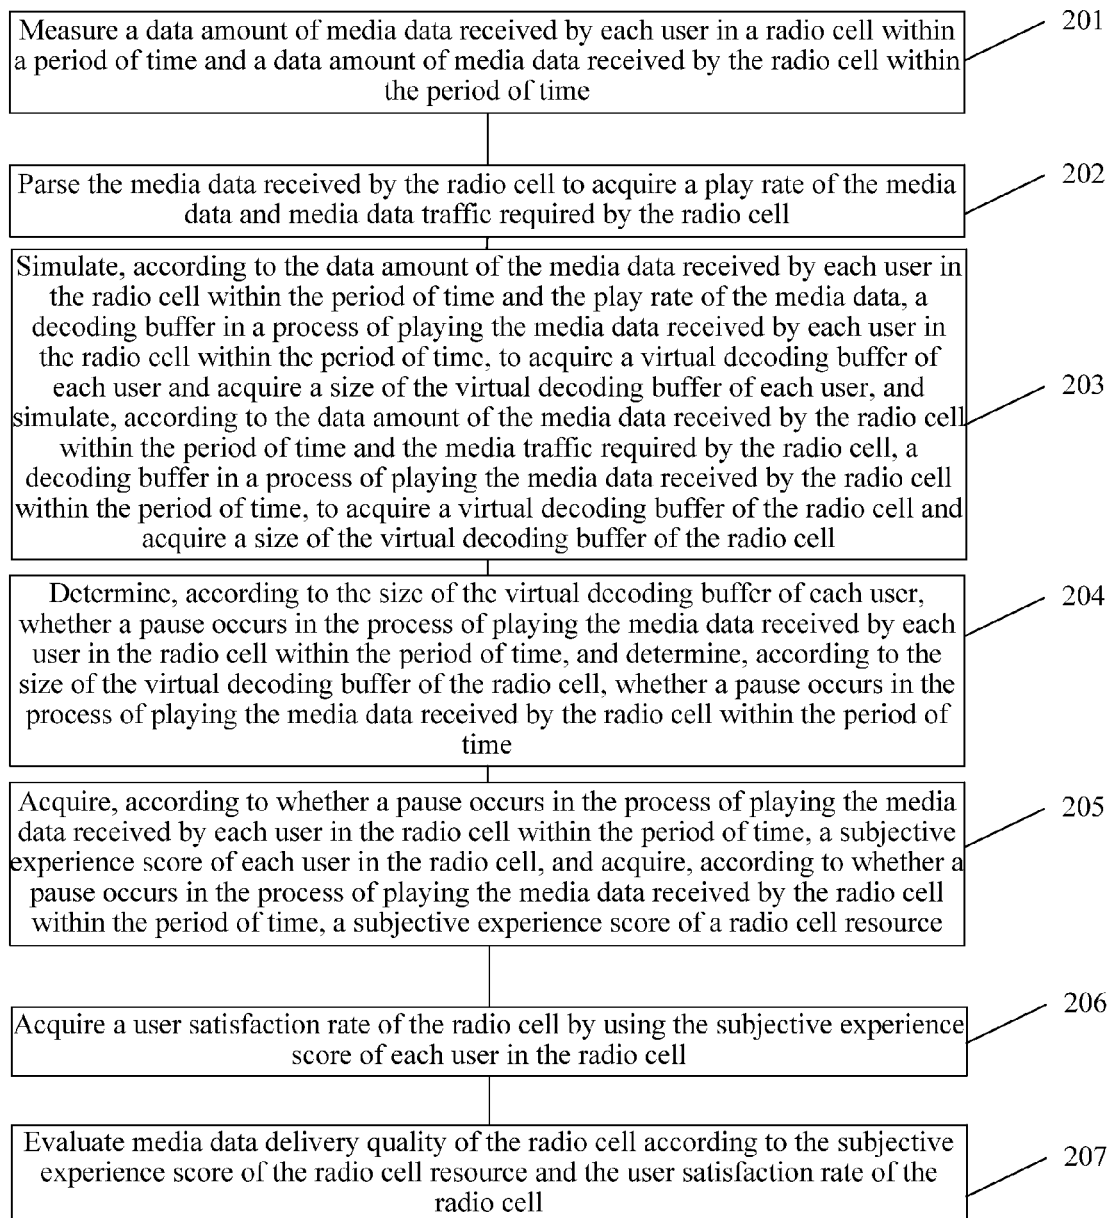 Measure a data amount of media data received by each user in a radio cell within
a period of time and a data amount of media data received by the radio cell within
the period of time
201
Parse the media data received by the radio cell to acquire a play rate of the media
data and media data traffic required by the radio cell
202
Simulate, according to the data amount of the media data received by each user in
the radio cell within the period of time and the play rate of the media data, a
decoding buffer in a process of playing the media data received by each user in
the radio cell within the period of time, to acquire a virtual decoding buffer of
each user and acquire a size of the virtual decoding buffer of each user, and
simulate, according to the data amount of the media data received by the radio cell
within the period of time and the media traffic required by the radio cell, a
decoding buffer in a process of playing the media data received by the radio cell
within the period of time, to acquire a virtual decoding buffer of the radio cell and
acquire a size of the virtual decoding buffer of the radio cell
203
Determine, according to the size of the virtual decoding buffer of each user,
whether a pause occurs in the process of playing the media data received by each
user in the radio cell within the period of time, and determine, according to the
size of the virtual decoding buffer of the radio cell, whether a pause occurs in the
process of playing the media data received by the radio cell within the period of
time
204
Acquire, according to whether a pause occurs in the process of playing the media
data received by each user in the radio cell within the period of time, a subjective
experience score of each user in the radio cell, and acquire, according to whether a
pause occurs in the process of playing the media data received by the radio cell
within the period of time, a subjective experience score of a radio cell resource
205
Acquire a user satisfaction rate of the radio cell by using the subjective experience
score of each user in the radio cell
206
Evaluate media data delivery quality of the radio cell according to the subjective
experience score of the radio cell resource and the user satisfaction rate of the
radio cell
207